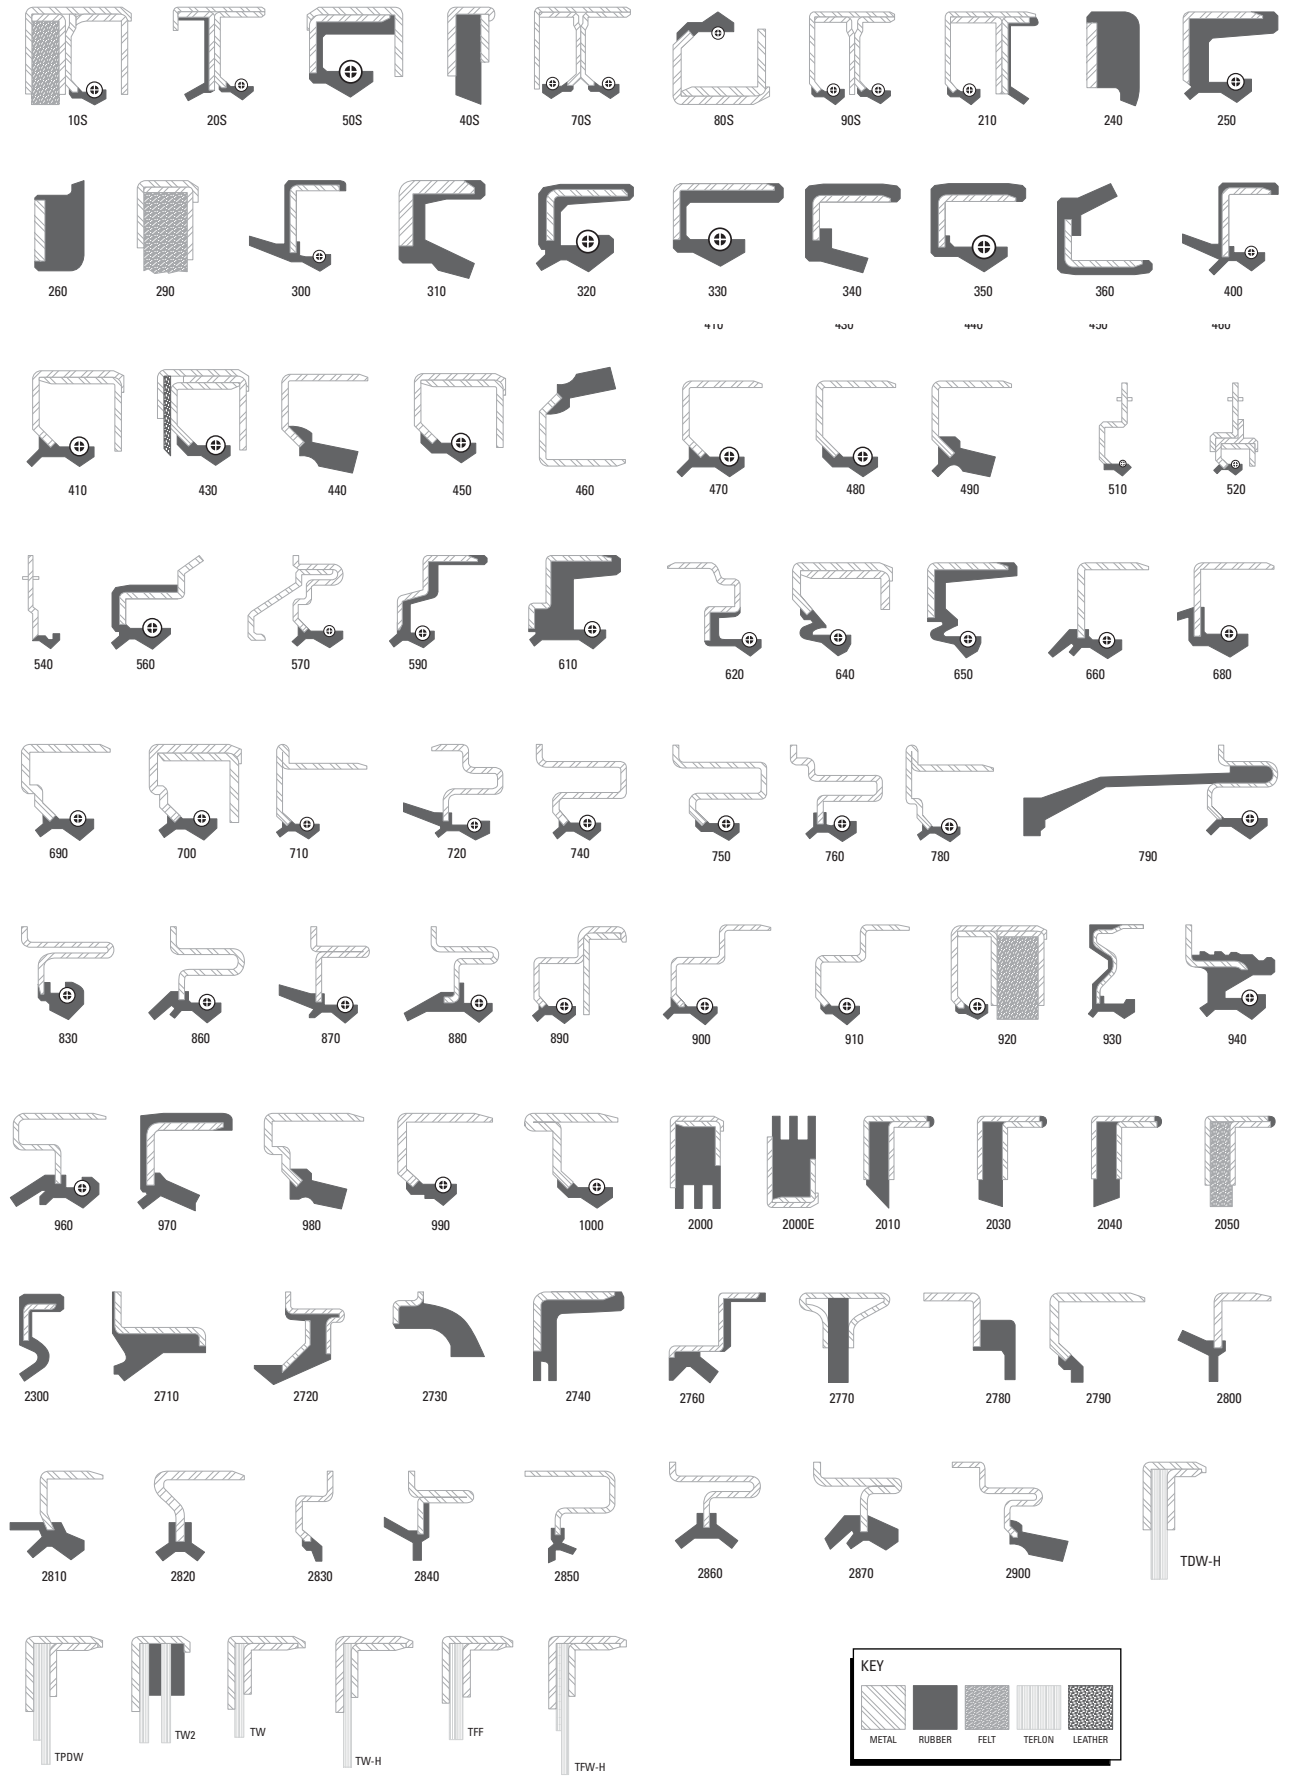 10S 20S 50S 40S 70S 80S 90S 210 240 250
260 290 300 310 320 330 340 350 360 400
410 430 440 450 460
410 430 440 450 460 470 480 490 510 520
540 560 570 590 610 620 640 650 660 680
690 700 710 720 740 750 760 780 790
830 860 870 880 890 900 910 920 930 940
960 970 980 990 1000 2000 2000E 2010 2030 2040 2050
2300 2710 2720 2730 2740 2760 2770 2780 2790 2800
2810 2820 2830 2840 2850 2860 2870 2900 TDW-H
TPDW TW2 TW TW-H TFF TFW-H
KEY
METAL RUBBER FELT TEFLON LEATHER